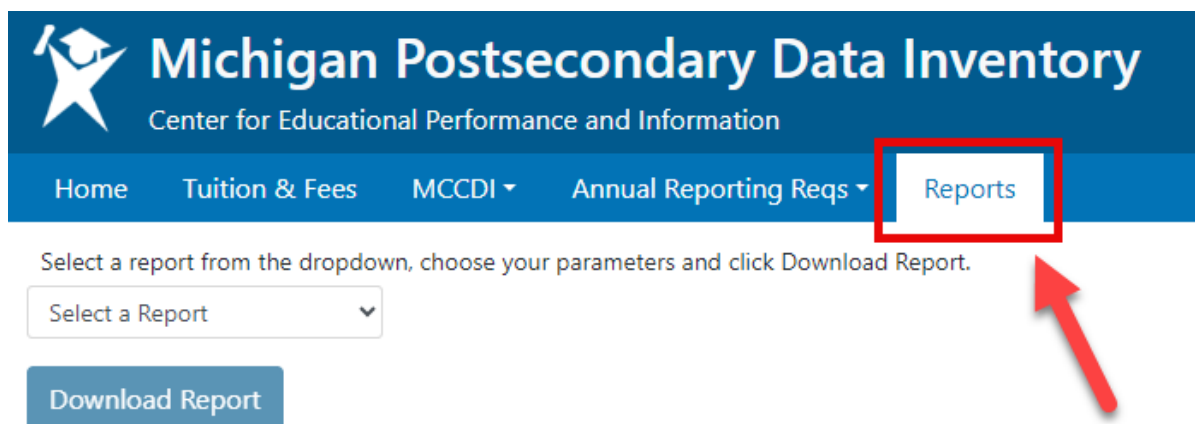 Michigan Postsecondary Data Inventory
Center for Educational Performance and Information
Home Tuition & Fees MCCDI Annual Reporting Reqs Reports
Select a report from the dropdown, choose your parameters and click Download Report.
Select a Report
Download Report